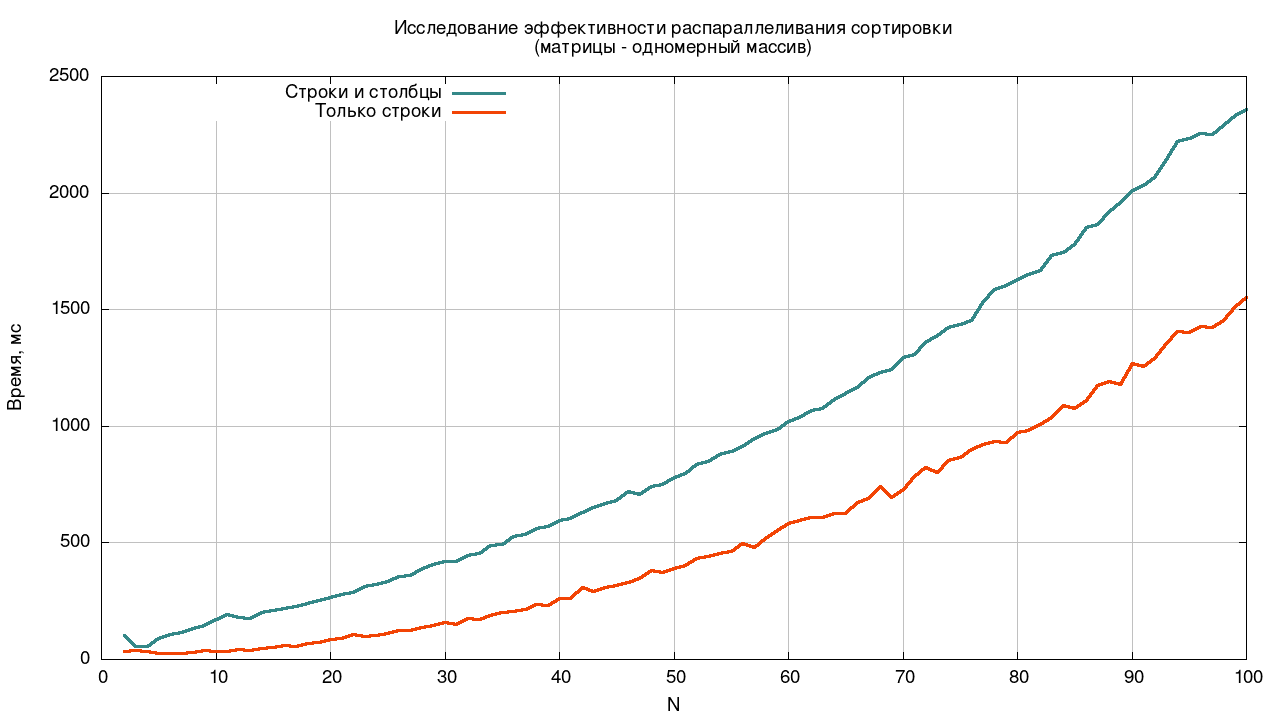 Исследование эффективности распараллеливания сортировки
(матрицы - одномерный массив)
Строки и столбцы
Только строки
2500
2000
1500
1000
500
0
Время, мс
0 10 20 30 40 50 60 70 80 90 100
N